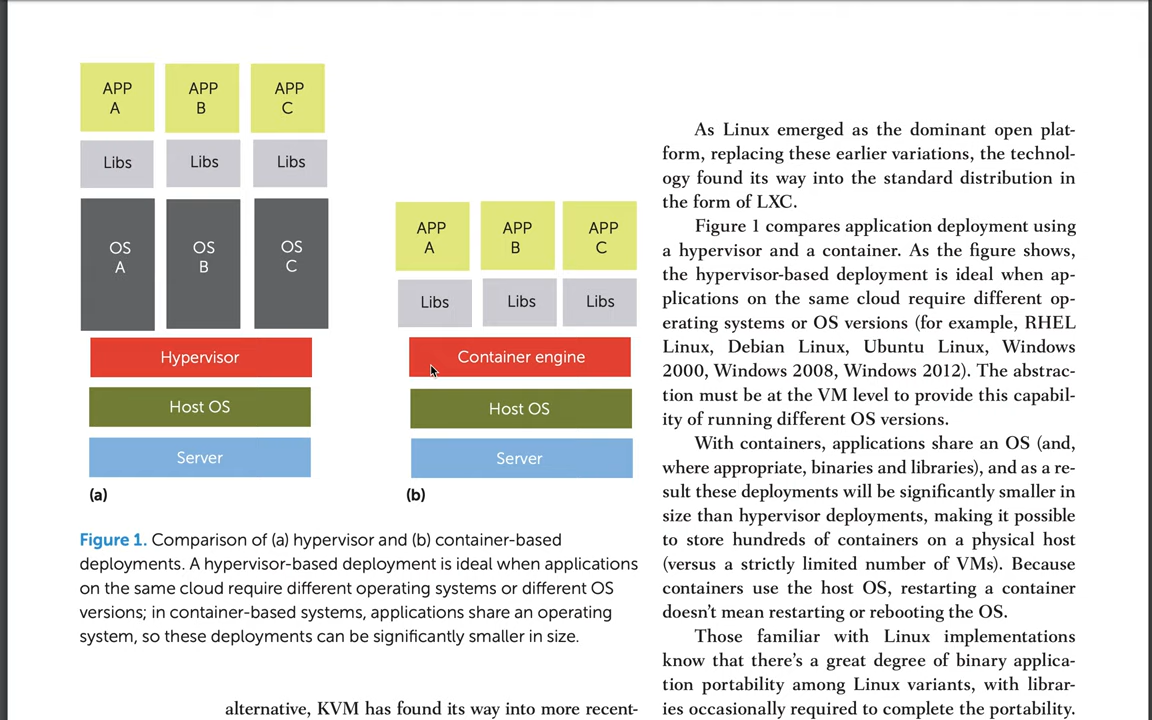 APP
A
APP
B
APP
C
Libs
Libs
Libs
OS
A
OS
B
OS
C
Hypervisor
Host OS
Server
(a)
APP
A
APP
B
APP
C
Libs
Libs
Libs
Container engine
Host OS
Server
(b)
Figure 1. Comparison of (a) hypervisor and (b) container-based
deployments. A hypervisor-based deployment is ideal when applications
on the same cloud require different operating systems or different OS
versions; in container-based systems, applications share an operating
system, so these deployments can be significantly smaller in size.
alternative, KVM has found its way into more recent-
As Linux emerged as the dominant open plat-
form, replacing these earlier variations, the technol-
ogy found its way into the standard distribution in
the form of LXC.
Figure 1 compares application deployment using
a hypervisor and a container. As the figure shows,
the hypervisor-based deployment is ideal when ap-
plications on the same cloud require different op-
erating systems or OS versions (for example, RHEL
Linux, Debian Linux, Ubuntu Linux, Windows
2000, Windows 2008, Windows 2012). The abstrac-
tion must be at the VM level to provide this capabil-
ity of running different OS versions.
With containers, applications share an OS (and,
where appropriate, binaries and libraries), and as a re-
sult these deployments will be significantly smaller in
size than hypervisor deployments, making it possible
to store hundreds of containers on a physical host
(versus a strictly limited number of VMs). Because
containers use the host OS, restarting a container
doesn't mean restarting or rebooting the OS.
Those familiar with Linux implementations
know that there's a great degree of binary applica-
tion portability among Linux variants, with librar-
ies occasionally required to complete the portability.